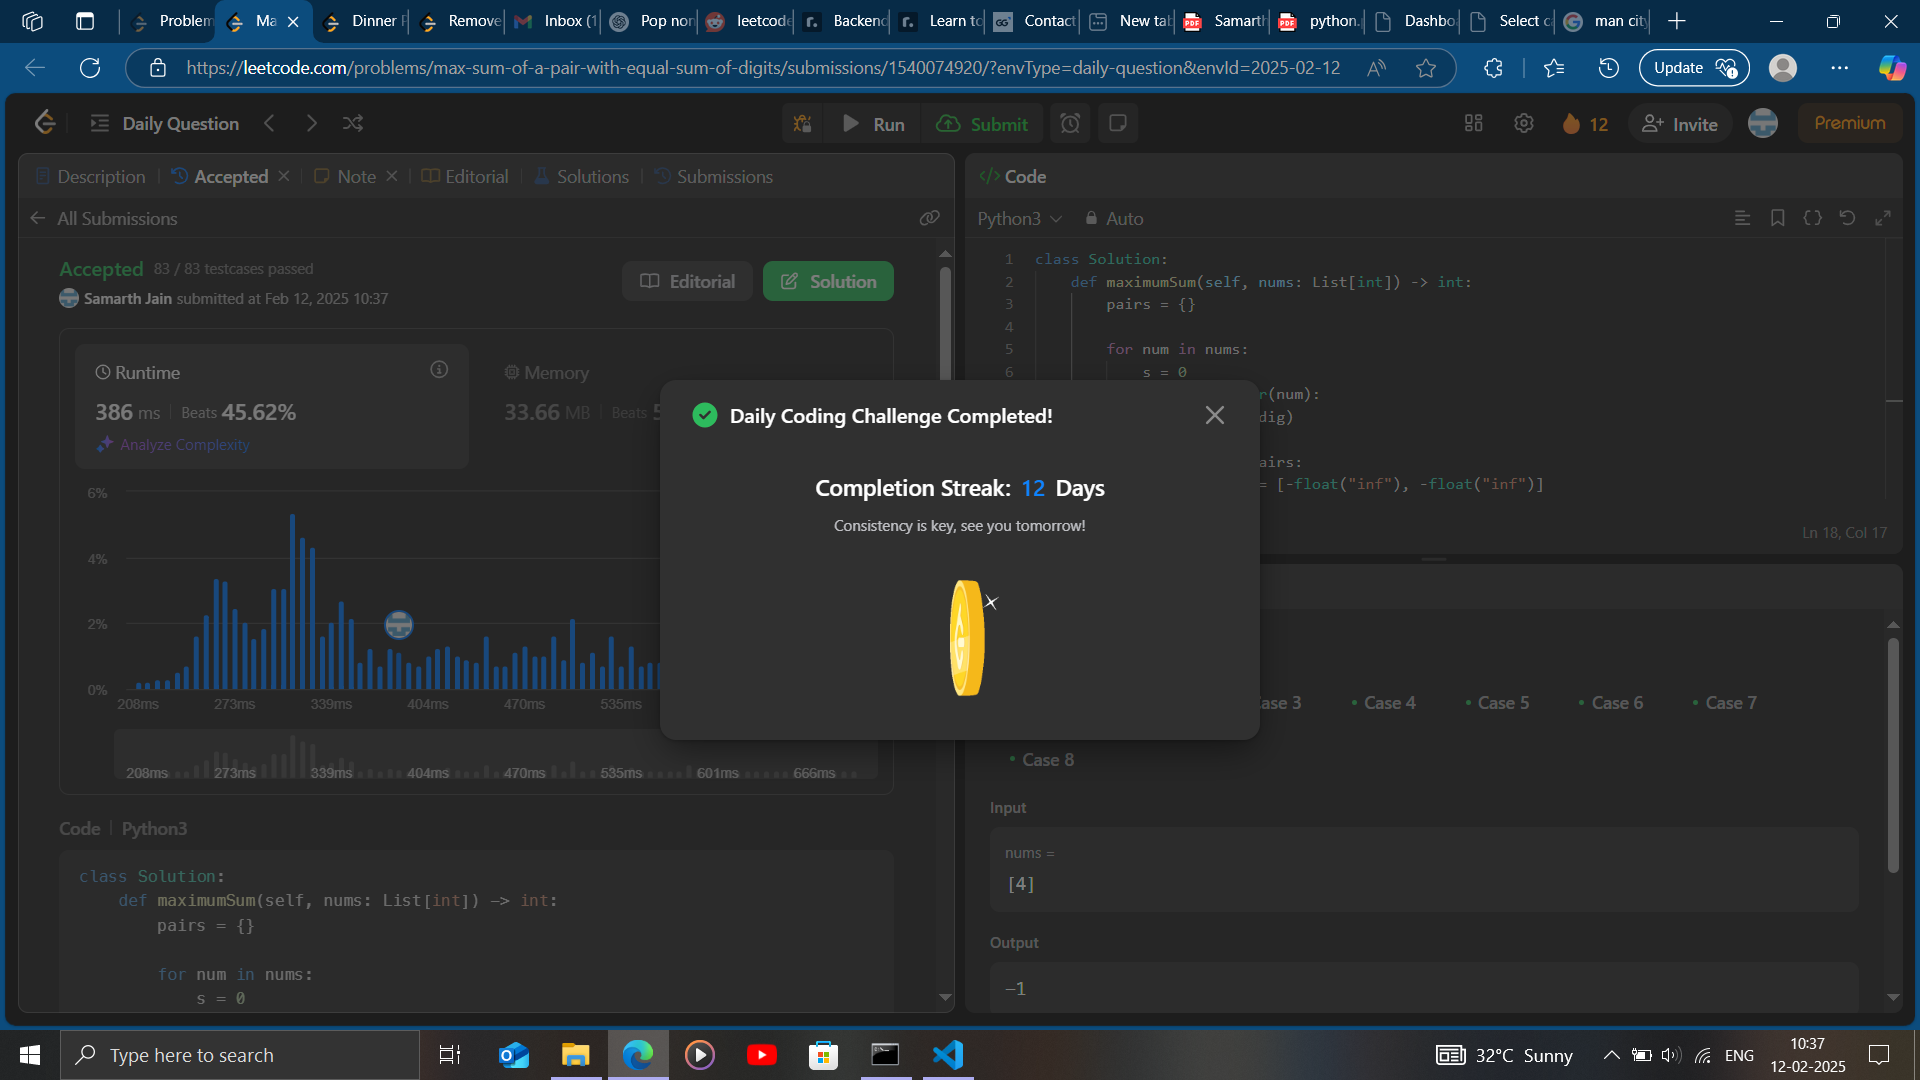 Problem
Ma
Dinner P
Remove
Inbox (1
Pop non
leetcode
Backend
Learn to
Contact
New tab
Samarth
python.
Dashbo
Select c
man city
https://leetcode.com/problems/max-sum-of-a-pair-with-equal-sum-of-digits/submissions/1540074920/?envType=daily-question&envId=2025-02-12
Update
Daily Question
Run
Submit
12
Invite
Premium
Description
Accepted
Note
Editorial
Solutions
Submissions
</> Code
All Submissions
Python3
Auto
Accepted 83 / 83 testcases passed
Samarth Jain submitted at Feb 12, 2025 10:37
Editorial
Solution
Runtime
386 ms | Beats 45.62%
Analyze Complexity
Memory
33.66 MB | Beats 5
6%
4%
2%
0%
208ms 273ms 339ms 404ms 470ms 535ms
208ms 273ms 339ms 404ms 470ms 535ms 601ms 666ms
Code | Python3
class Solution:
def maximumSum(self, nums: List[int]) -> int:
pairs = {}
for num in nums:
s = 0
1 class Solution:
2 def maximumSum(self, nums: List[int]) -> int:
3 pairs = {}
4
5 for num in nums:
6 s = 0
r(num):
dig)
airs:
= [-float("inf"), -float("inf")]
Ln 18, Col 17
Daily Coding Challenge Completed!
Completion Streak: 12 Days
Consistency is key, see you tomorrow!
ase 3
Case 4
Case 5
Case 6
Case 7
Case 8
Input
nums =
[4]
Output
-1
Type here to search
32°C Sunny
ENG
10:37
12-02-2025